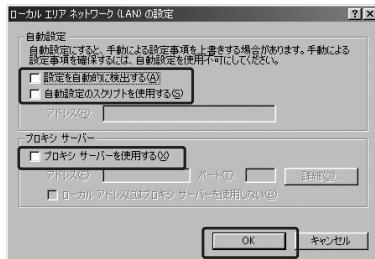 ローカル エリア ネットワーク (LAN) の設定
自動設定
自動設定にすると、手動による設定事項を上書きする場合があります。手動による
設定事項を確保するには、自動設定を使用不可にしてください。
設定を自動的に検出する(A)
自動設定のスクリプトを使用する(S)
アドレス(R):
プロキシ サーバー
プロキシ サーバーを使用する(X)
アドレス(E): ポート(T): 詳細(C)...
ローカル アドレスにはプロキシ サーバーを使用しない(B)
OK キャンセル